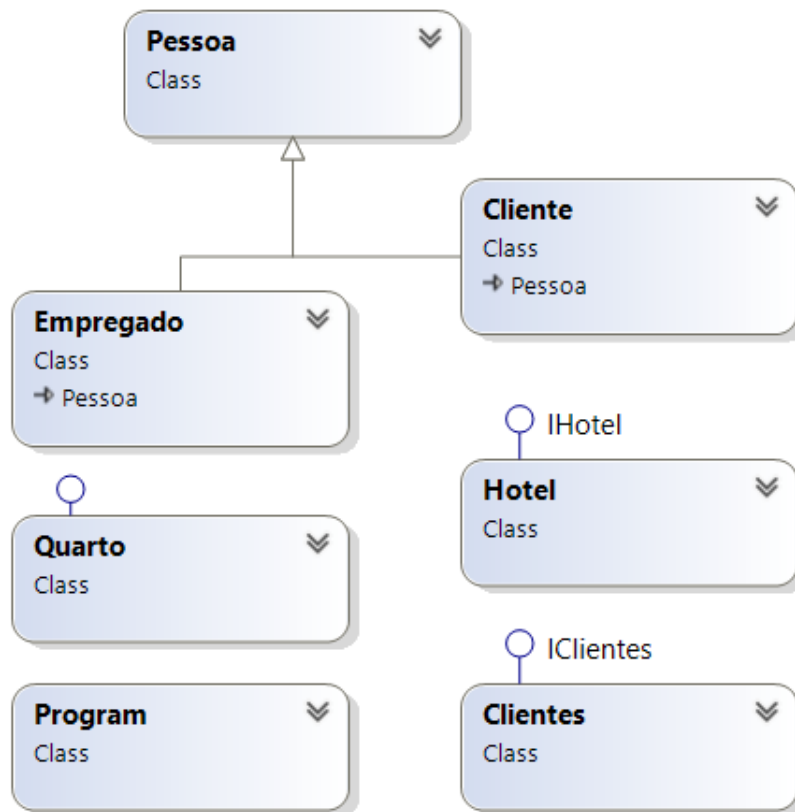 Pessoa
Class
Cliente
Class
Pessoa
Empregado
Class
Pessoa
IHotel
Hotel
Class
Quarto
Class
IClientes
Program
Class
Clientes
Class